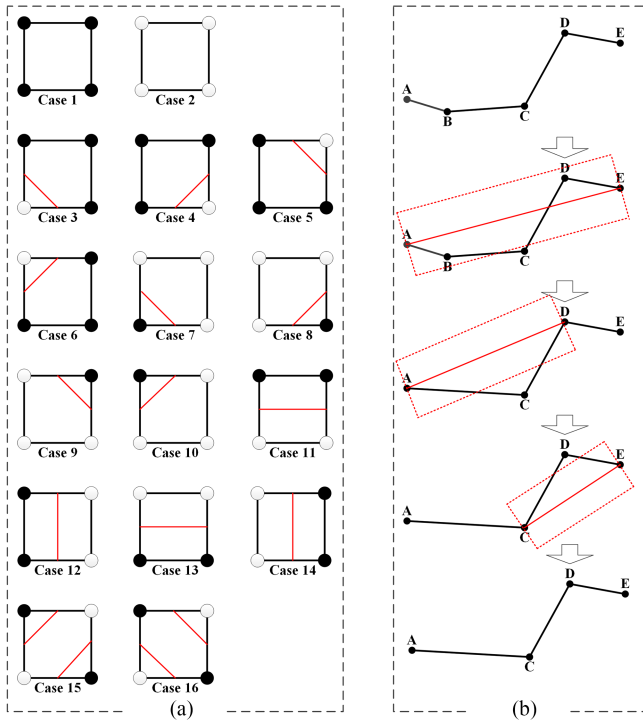 Case 1 Case 2
Case 3 Case 4 Case 5
Case 6 Case 7 Case 8
Case 9 Case 10 Case 11
Case 12 Case 13 Case 14
Case 15 Case 16
(a)
D
E
A
B
C
D
E
A
B
C
D
E
A
C
D
E
A
C
D
E
A
C
(b)